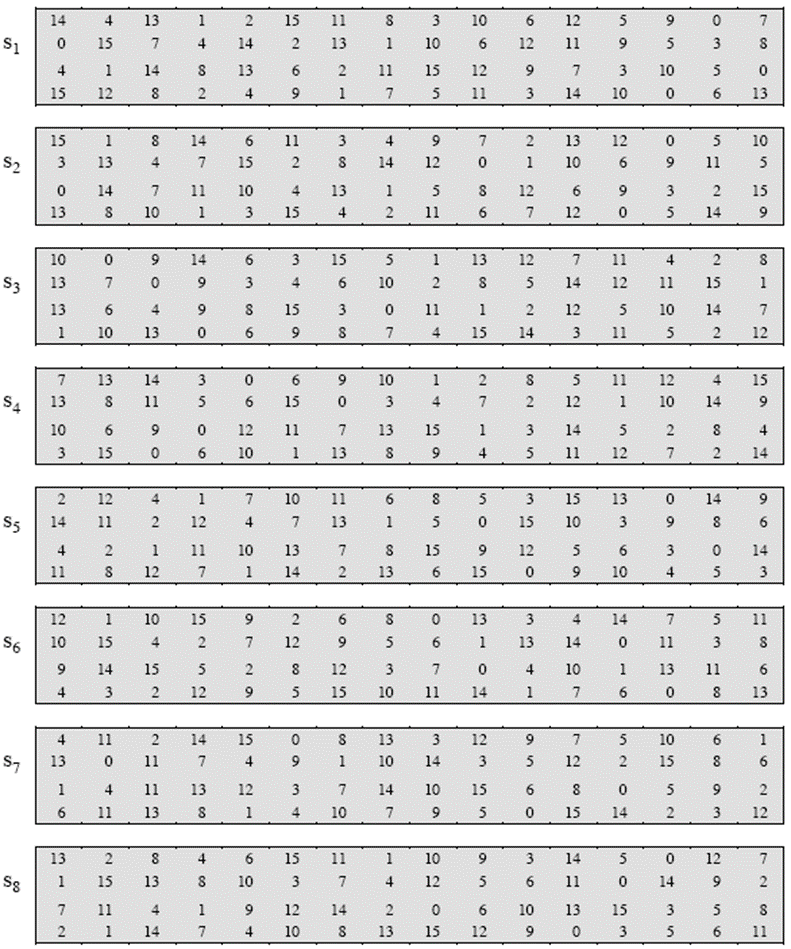 14 4 13 1 2 15 11 8 3 10 6 12 5 9 0 7
S1 0 15 7 4 14 2 13 1 10 6 12 11 9 5 3 8
4 1 14 8 13 6 2 11 15 12 9 7 3 10 5 0
15 12 8 2 4 9 1 7 5 11 3 14 10 0 6 13
15 1 8 14 6 11 3 4 9 7 2 13 12 0 5 10
S2 3 13 4 7 15 2 8 14 12 0 1 10 6 9 11 5
0 14 7 11 10 4 13 1 5 8 12 6 9 3 2 15
13 8 10 1 3 15 4 2 11 6 7 12 0 5 14 9
10 0 9 14 6 3 15 5 1 13 12 7 11 4 2 8
S3 13 7 0 9 3 4 6 10 2 8 5 14 12 11 15 1
13 6 4 9 8 15 3 0 11 1 2 12 5 10 14 7
1 10 13 0 6 9 8 7 4 15 14 3 11 5 2 12
7 13 14 3 0 6 9 10 1 2 8 5 11 12 4 15
S4 13 8 11 5 6 15 0 3 4 7 2 12 1 10 14 9
10 6 9 0 12 11 7 13 15 1 3 14 5 2 8 4
3 15 0 6 10 1 13 8 9 4 5 11 12 7 2 14
2 12 4 1 7 10 11 6 8 5 3 15 13 0 14 9
S5 14 11 2 12 4 7 13 1 5 0 15 10 3 9 8 6
4 2 1 11 10 13 7 8 15 9 12 5 6 3 0 14
11 8 12 7 1 14 2 13 6 15 0 9 10 4 5 3
12 1 10 15 9 2 6 8 0 13 3 4 14 7 5 11
S6 10 15 4 2 7 12 9 5 6 1 13 14 0 11 3 8
9 14 15 5 2 8 12 3 7 0 4 10 1 13 11 6
4 3 2 12 9 5 15 10 11 14 1 7 6 0 8 13
4 11 2 14 15 0 8 13 3 12 9 7 5 10 6 1
S7 13 0 11 7 4 9 1 10 14 3 5 12 2 15 8 6
1 4 11 13 12 3 7 14 10 15 6 8 0 5 9 2
6 11 13 8 1 4 10 7 9 5 0 15 14 2 3 12
13 2 8 4 6 15 11 1 10 9 3 14 5 0 12 7
S8 1 15 13 8 10 3 7 4 12 5 6 11 0 14 9 2
7 11 4 1 9 12 14 2 0 6 10 13 15 3 5 8
2 1 14 7 4 10 8 13 15 12 9 0 3 5 6 11